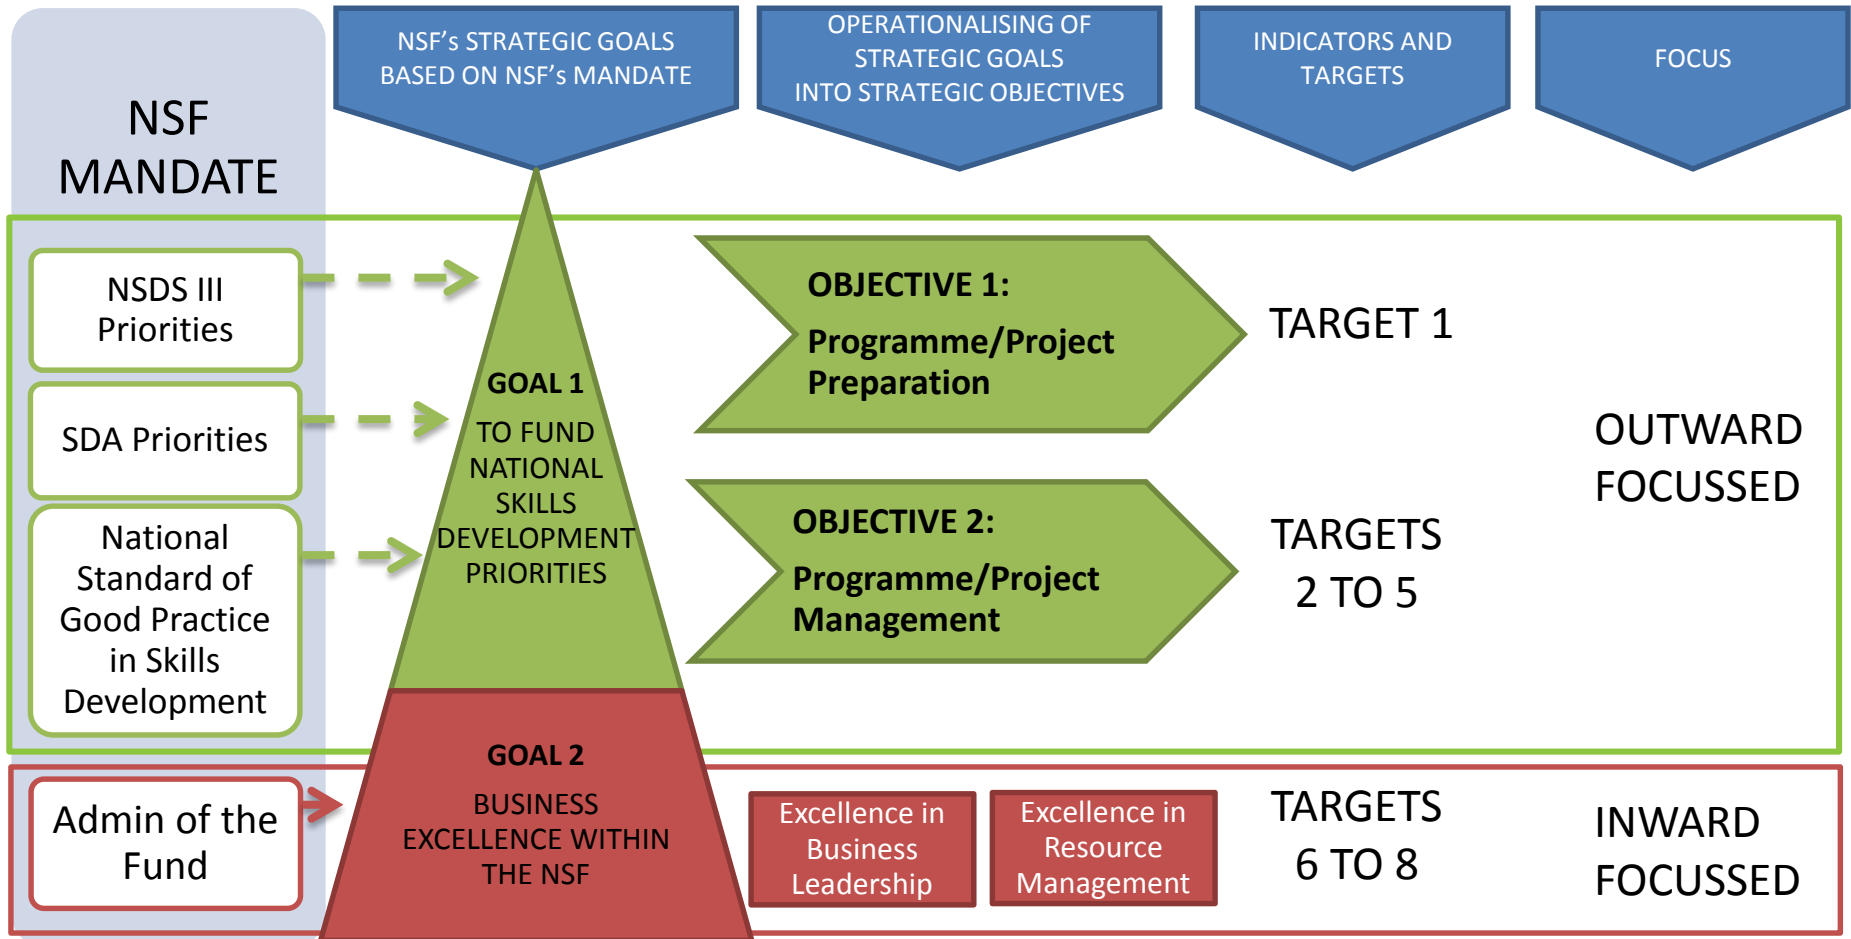 NSF
MANDATE
NSF's STRATEGIC GOALS
BASED ON NSF's MANDATE
OPERATIONALISING OF
STRATEGIC GOALS
INTO STRATEGIC OBJECTIVES
INDICATORS AND
TARGETS
FOCUS
NSDS III
Priorities
SDA Priorities
National
Standard of
Good Practice
in Skills
Development
GOAL 1
TO FUND
NATIONAL
SKILLS
DEVELOPMENT
PRIORITIES
OBJECTIVE 1:
Programme/Project
Preparation
TARGET 1
OBJECTIVE 2:
Programme/Project
Management
TARGETS
2 TO 5
OUTWARD
FOCUSSED
Admin of the
Fund
GOAL 2
BUSINESS
EXCELLENCE WITHIN
THE NSF
Excellence in
Business
Leadership
Excellence in
Resource
Management
TARGETS
6 TO 8
INWARD
FOCUSSED